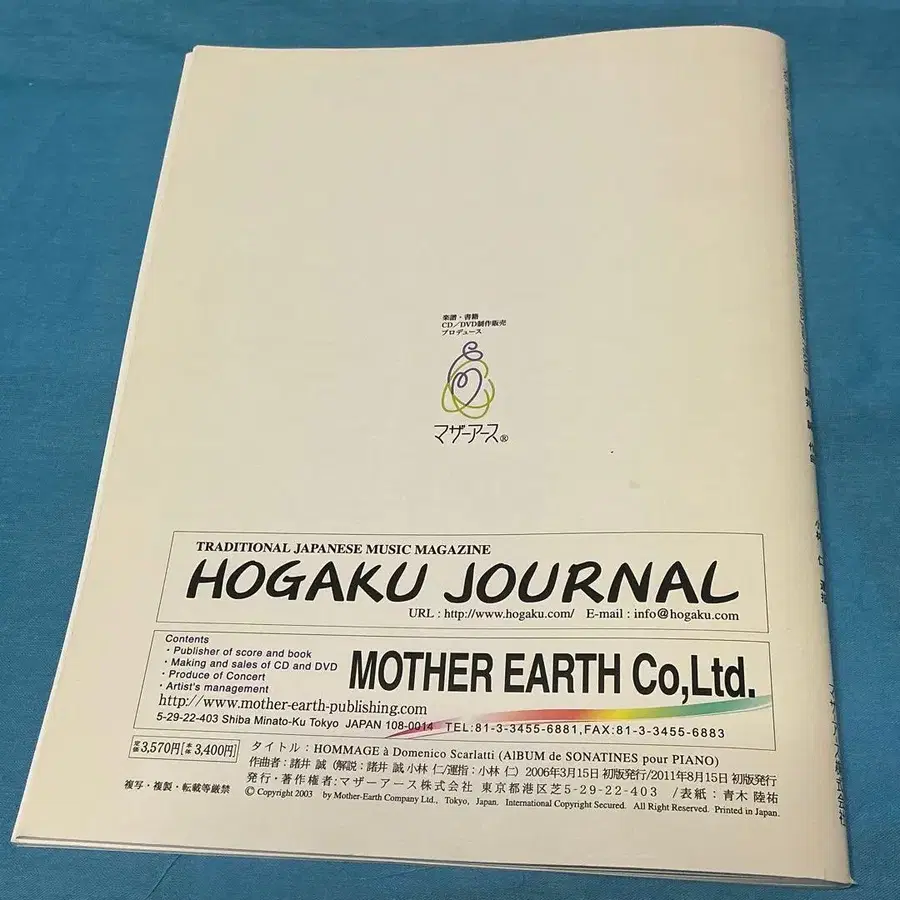 楽譜・書籍
CD／DVD制作販売
プロデュース
マザーアース®
TRADITIONAL JAPANESE MUSIC MAGAZINE
HOGAKU JOURNAL
URL : http://www.hogaku.com/ E-mail : info@hogaku.com
Contents
・Publisher of score and book
・Making and sales of CD and DVD
・Produce of Concert
・Artist's management
MOTHER EARTH Co,Ltd.
http://www.mother-earth-publishing.com
5-29-22-403 Shiba Minato-Ku Tokyo JAPAN 108-0014 TEL:81-3-3455-6881,FAX:81-3-3455-6883
定価 3,570円 [本体 3,400円]
タイトル：HOMMAGE à Domenico Scarlatti (AlBUM de SONATINES pour PIANO)
作曲者：諸井 誠（解説：諸井 誠 小林 仁/運指：小林 仁）2006年3月15日 初版発行/2011年8月15日 初版発行
発行・著作権者:マザーアース株式会社 東京都港区芝5-29-22-403 /表紙：青木 陸祐
複写・複製・転載等厳禁
© Copyright 2003 by Mother-Earth Company Ltd., Tokyo, Japan. International Copyright Secured. All Right Reserved. Printed in Japan.